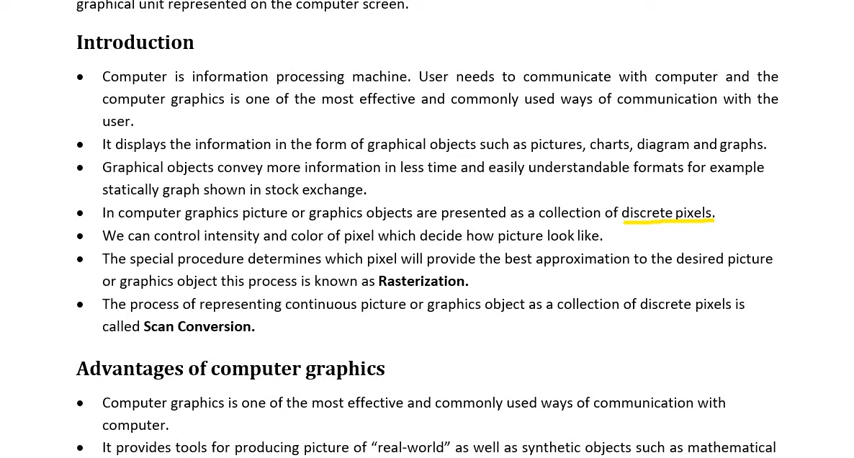 graphical unit represented on the computer screen.
Introduction
• Computer is information processing machine. User needs to communicate with computer and the
computer graphics is one of the most effective and commonly used ways of communication with the
user.
• It displays the information in the form of graphical objects such as pictures, charts, diagram and graphs.
• Graphical objects convey more information in less time and easily understandable formats for example
statically graph shown in stock exchange.
• In computer graphics picture or graphics objects are presented as a collection of discrete pixels.
• We can control intensity and color of pixel which decide how picture look like.
• The special procedure determines which pixel will provide the best approximation to the desired picture
or graphics object this process is known as Rasterization.
• The process of representing continuous picture or graphics object as a collection of discrete pixels is
called Scan Conversion.
Advantages of computer graphics
• Computer graphics is one of the most effective and commonly used ways of communication with
computer.
• It provides tools for producing picture of “real-world” as well as synthetic objects such as mathematical